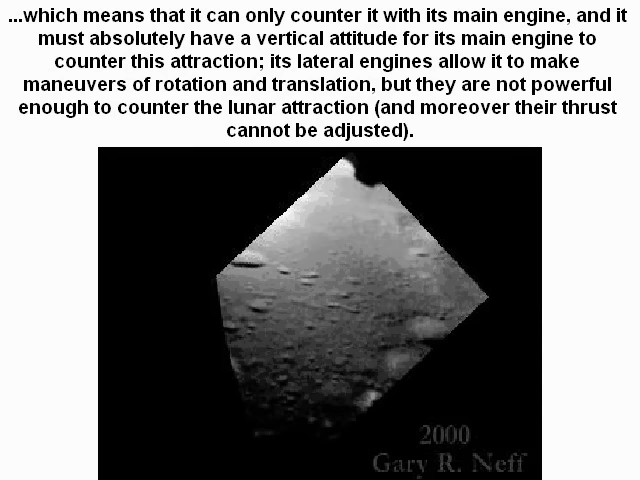 ...which means that it can only counter it with its main engine, and it
must absolutely have a vertical attitude for its main engine to
counter this attraction; its lateral engines allow it to make
maneuvers of rotation and translation, but they are not powerful
enough to counter the lunar attraction (and moreover their thrust
cannot be adjusted).
2000
Gary R. Neff